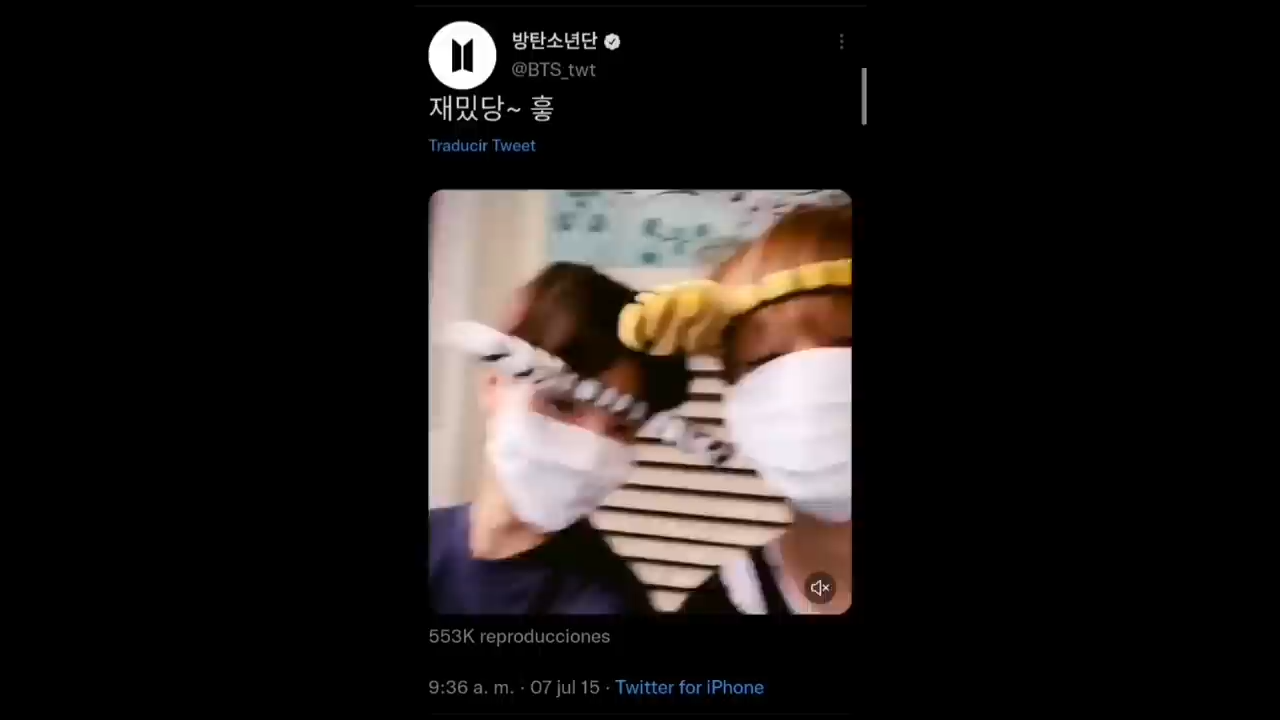 방탄소년단
@BTS_twt
재밌당~ 훟
Traducir Tweet
553K reproducciones
9:36 a. m. · 07 jul 15 · Twitter for iPhone